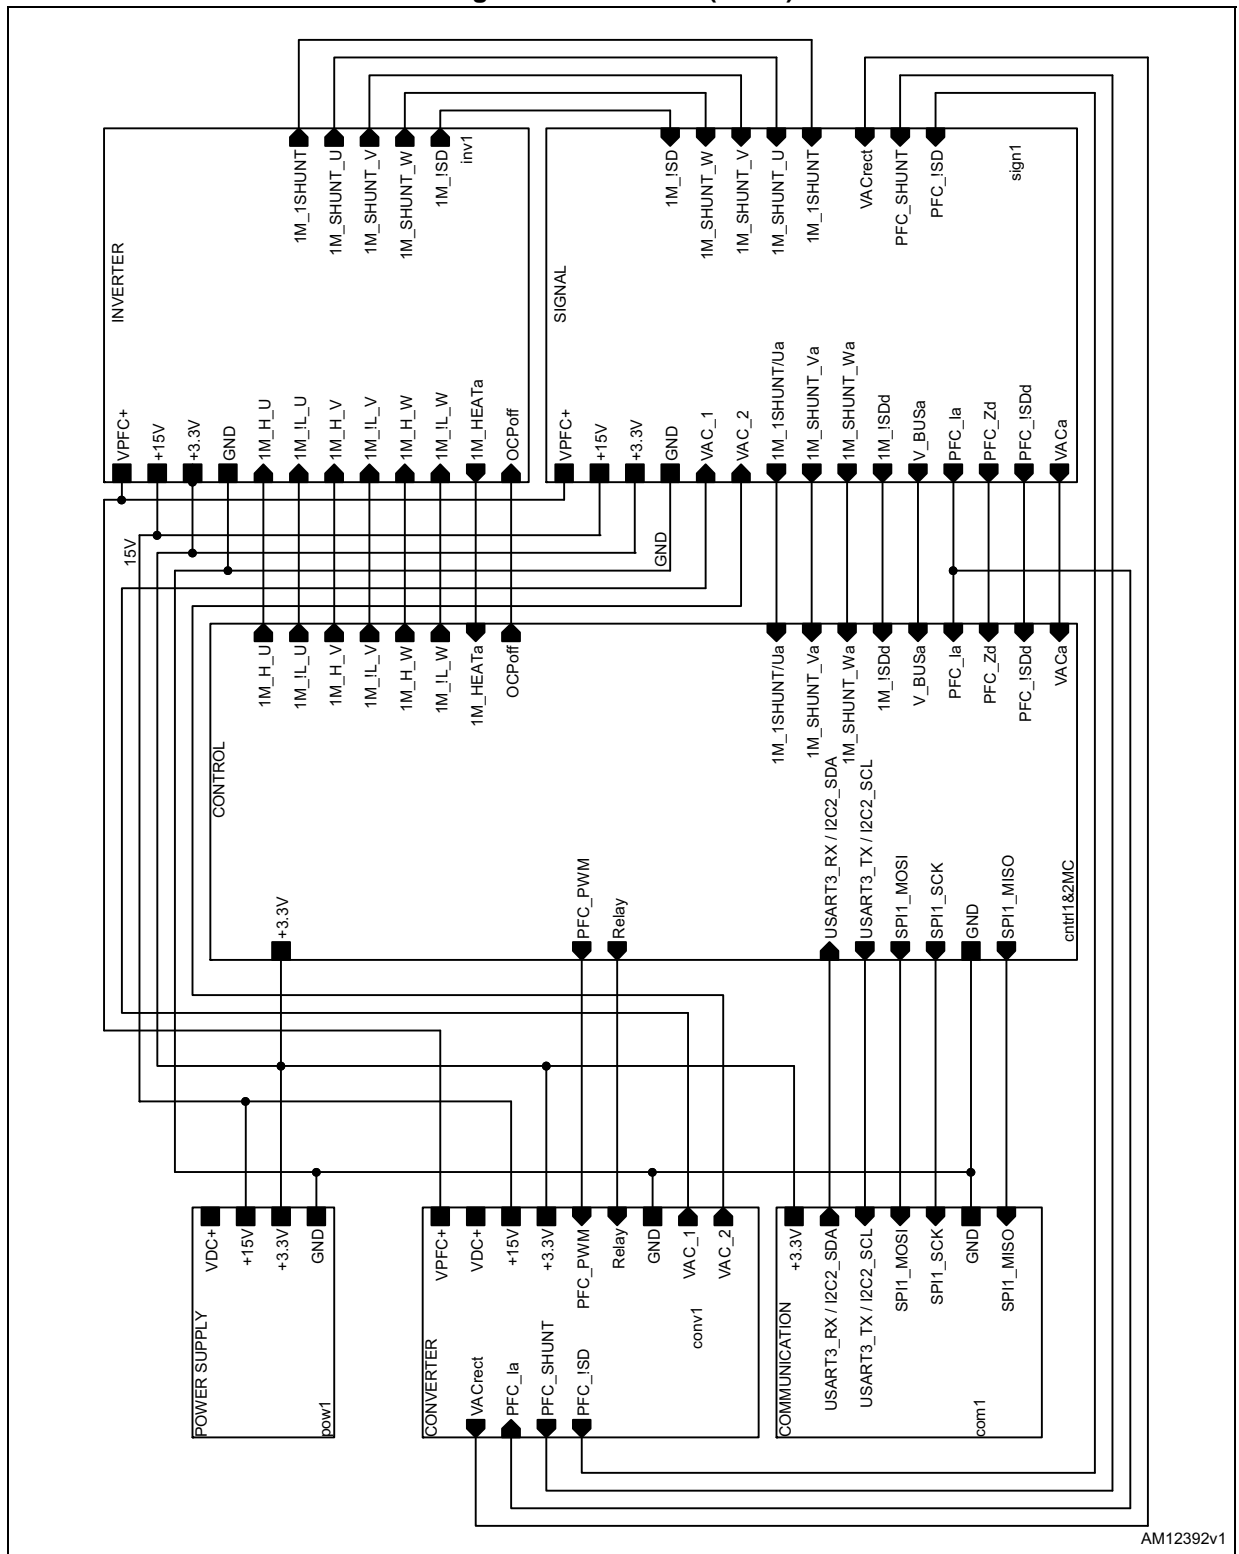 INVERTER
inv1
1M_1SHUNT
1M_SHUNT_U
1M_SHUNT_V
1M_SHUNT_W
1M_!SD
VPFC+
+15V
+3.3V
GND
1M_H_U
1M_!L_U
1M_H_V
1M_!L_V
1M_H_W
1M_!L_W
1M_HEATa
OCPoff
SIGNAL
sign1
1M_!SD
1M_SHUNT_W
1M_SHUNT_V
1M_SHUNT_U
1M_1SHUNT
VACrect
PFC_SHUNT
PFC_!SD
VPFC+
+15V
+3.3V
GND
VAC_1
VAC_2
1M_1SHUNT/Ua
1M_SHUNT_Va
1M_SHUNT_Wa
1M_!SDd
V_BUSa
PFC_Ia
PFC_Zd
PFC_!SDd
VACa
15V
GND
CONTROL
cntrl1&2MC
1M_H_U
1M_!L_U
1M_H_V
1M_!L_V
1M_H_W
1M_!L_W
1M_HEATa
OCPoff
1M_1SHUNT/Ua
1M_SHUNT_Va
1M_SHUNT_Wa
1M_!SDd
V_BUSa
PFC_Ia
PFC_Zd
PFC_!SDd
VACa
+3.3V
PFC_PWM
Relay
USART3_RX / I2C2_SDA
USART3_TX / I2C2_SCL
SPI1_MOSI
SPI1_SCK
GND
SPI1_MISO
POWER SUPPLY
pow1
VDC+
+15V
+3.3V
GND
CONVERTER
conv1
VPFC+
VDC+
+15V
+3.3V
PFC_PWM
Relay
GND
VAC_1
VAC_2
VACrect
PFC_Ia
PFC_SHUNT
PFC_!SD
COMMUNICATION
com1
+3.3V
USART3_RX / I2C2_SDA
USART3_TX / I2C2_SCL
SPI1_MOSI
SPI1_SCK
GND
SPI1_MISO
AM12392v1